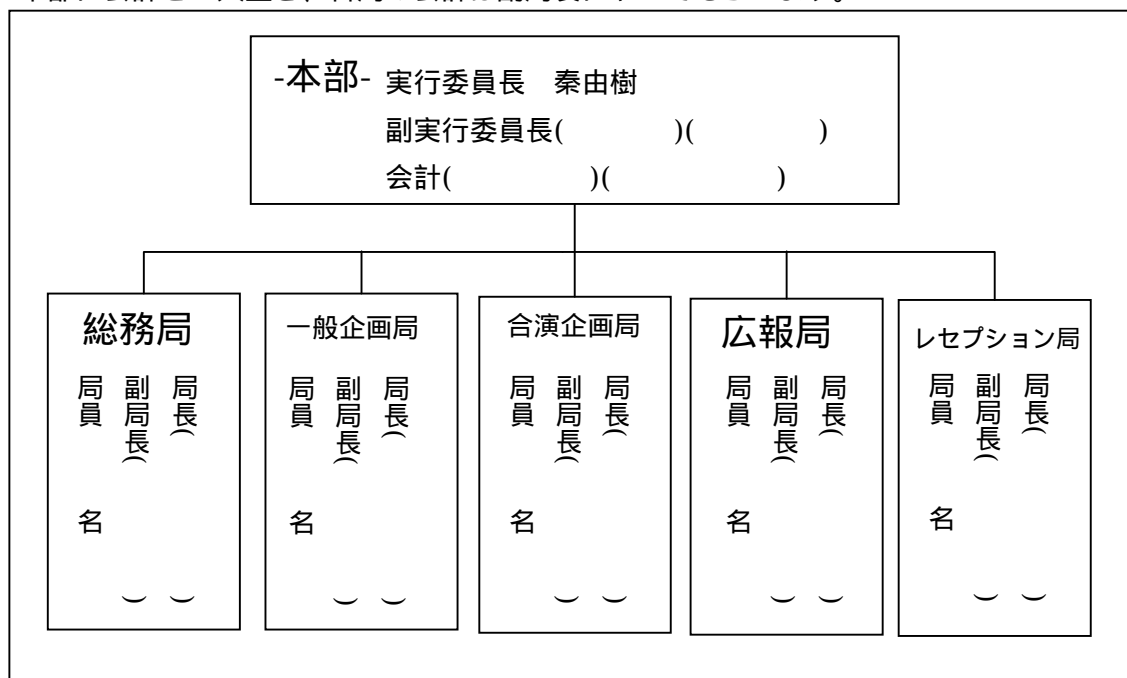 -本部- 実行委員長　秦由樹
副実行委員長(　　　　)(　　　　)
会計(　　　　)(　　　　)
総務局
局長(　　　　)
副局長(　　　　)
局員　　名
一般企画局
局長(　　　　)
副局長(　　　　)
局員　　名
合演企画局
局長(　　　　)
副局長(　　　　)
局員　　名
広報局
局長(　　　　)
副局長(　　　　)
局員　　名
レセプション局
局長(　　　　)
副局長(　　　　)
局員　　名